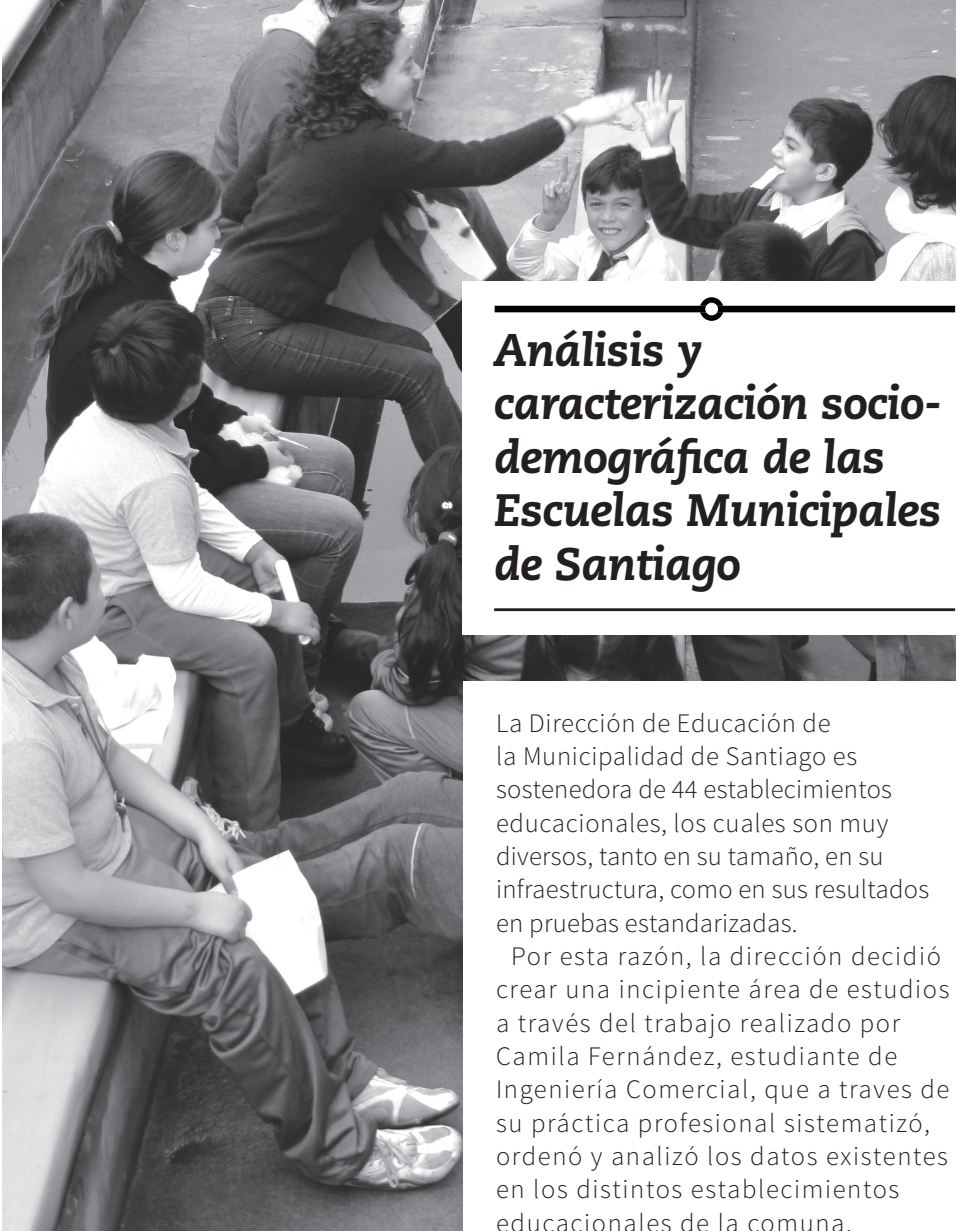 Análisis y
caracterización socio-
demográfica de las
Escuelas Municipales
de Santiago
La Dirección de Educación de
la Municipalidad de Santiago es
sostenedora de 44 establecimientos
educacionales, los cuales son muy
diversos, tanto en su tamaño, en su
infraestructura, como en sus resultados
en pruebas estandarizadas.
Por esta razón, la dirección decidió
crear una incipiente área de estudios
a través del trabajo realizado por
Camila Fernández, estudiante de
Ingeniería Comercial, que a traves de
su práctica profesional sistematizó,
ordenó y analizó los datos existentes
en los distintos establecimientos
educacionales de la comuna.